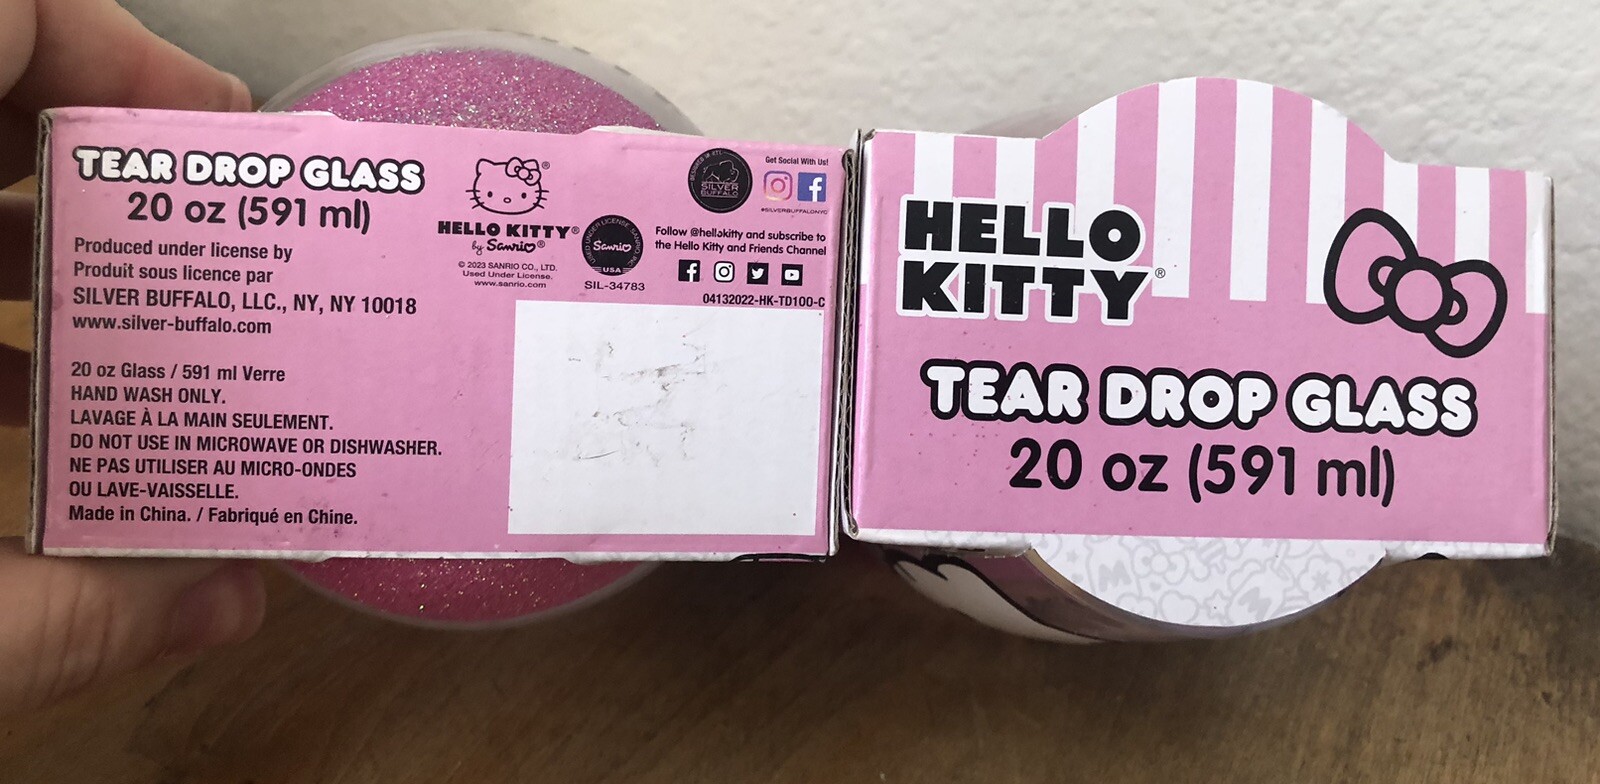 TEAR DROP GLASS
20 oz (591 ml)
Produced under license by
Produit sous licence par
SILVER BUFFALO, LLC., NY, NY 10018
www.silver-buffalo.com
20 oz Glass / 591 ml Verre
HAND WASH ONLY.
LAVAGE À LA MAIN SEULEMENT.
DO NOT USE IN MICROWAVE OR DISHWASHER.
NE PAS UTILISER AU MICRO-ONDES
OU LAVE-VAISSELLE.
Made in China. / Fabriqué en Chine.
®
HELLO KITTY®
by Sanrio®
© 2023 SANRIO CO., LTD.
Used Under License.
www.sanrio.com
Sanrio
USA
SIL-34783
SILVER
BUFFALO
Get Social With Us!
#SILVERBUFFALONYC
Follow @hellokitty and subscribe to
the Hello Kitty and Friends Channel
04132022-HK-TD100-C
HELLO
KITTY®
TEAR DROP GLASS
20 oz (591 ml)